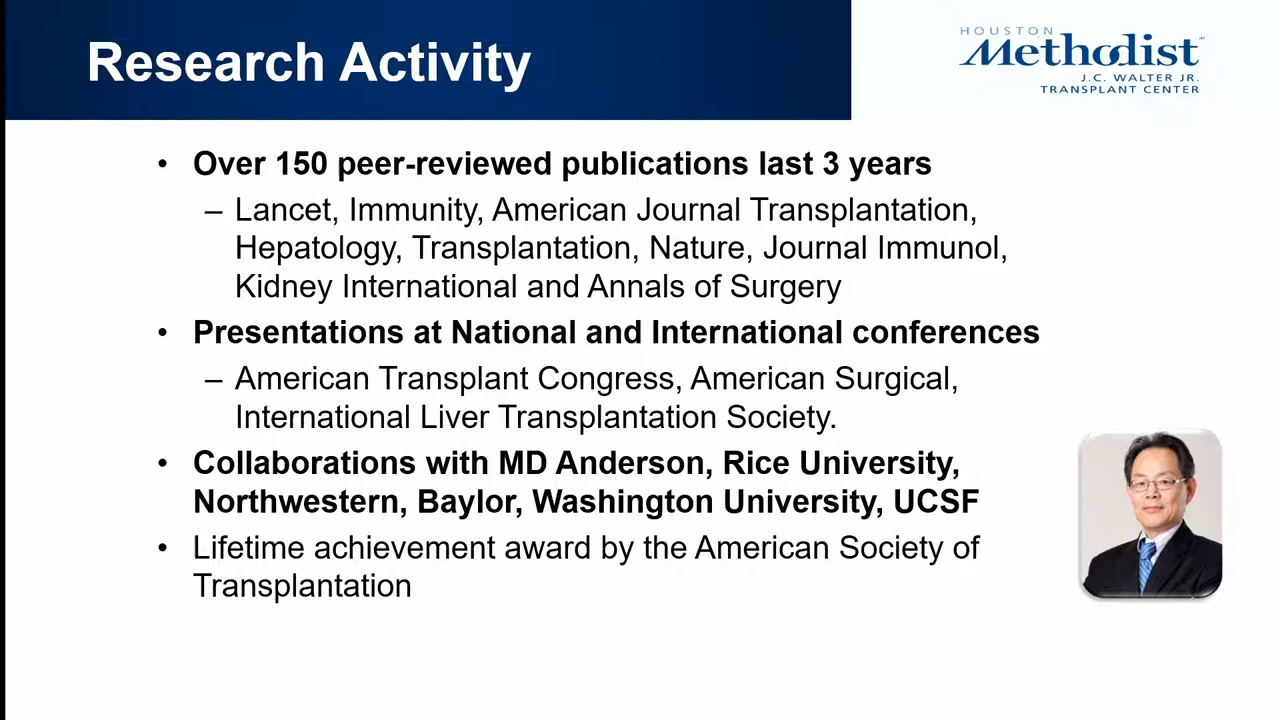 Research Activity
HOUSTON
Methodist
J.C. WALTER JR.
TRANSPLANT CENTER
• Over 150 peer-reviewed publications last 3 years
– Lancet, Immunity, American Journal Transplantation,
Hepatology, Transplantation, Nature, Journal Immunol,
Kidney International and Annals of Surgery
• Presentations at National and International conferences
– American Transplant Congress, American Surgical,
International Liver Transplantation Society.
• Collaborations with MD Anderson, Rice University,
Northwestern, Baylor, Washington University, UCSF
• Lifetime achievement award by the American Society of
Transplantation